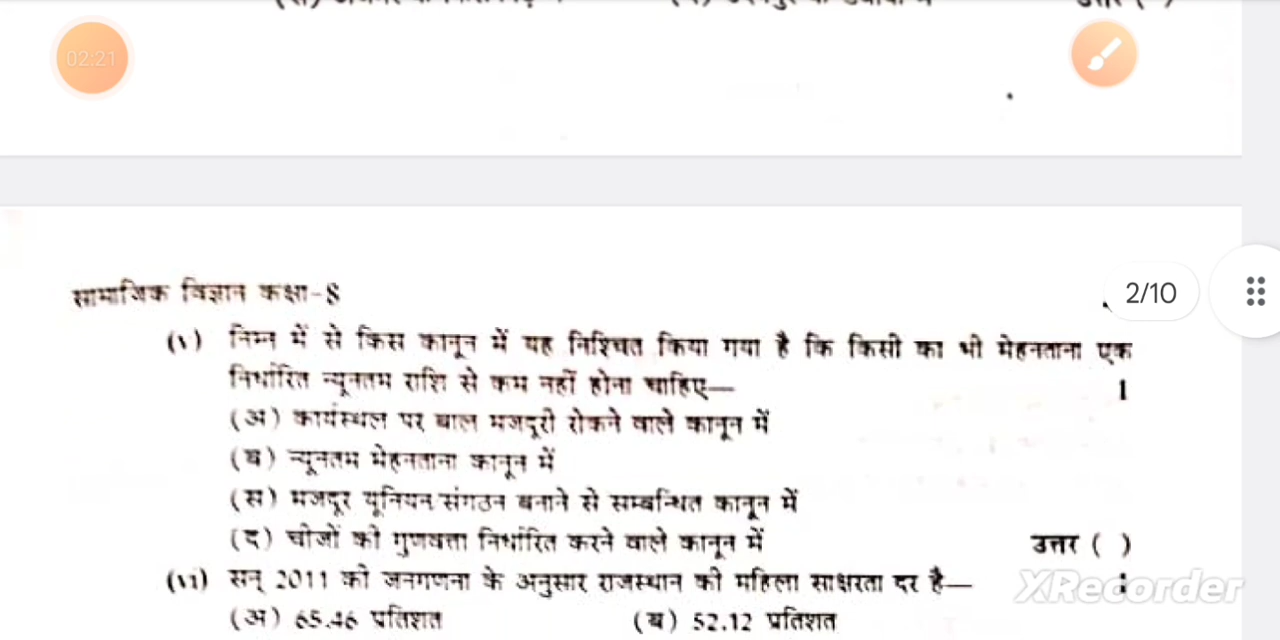 02:21
सामाजिक विज्ञान कक्षा-8
2/10
(v) निम्न में से किस कानून में यह निश्चित किया गया है कि किसी का भी मेहनताना एक
निर्धारित न्यूनतम राशि से कम नहीं होना चाहिए— 1
(अ) कार्यस्थल पर बाल मजदूरी रोकने वाले कानून में
(ब) न्यूनतम मेहनताना कानून में
(स) मजदूर यूनियन/संगठन बनाने से सम्बन्धित कानून में
(द) चीजों की गुणवत्ता निर्धारित करने वाले कानून में उत्तर ( )
(vi) सन् 2011 की जनगणना के अनुसार राजस्थान की महिला साक्षरता दर है—
XRecorder
(अ) 65.46 प्रतिशत (ब) 52.12 प्रतिशत